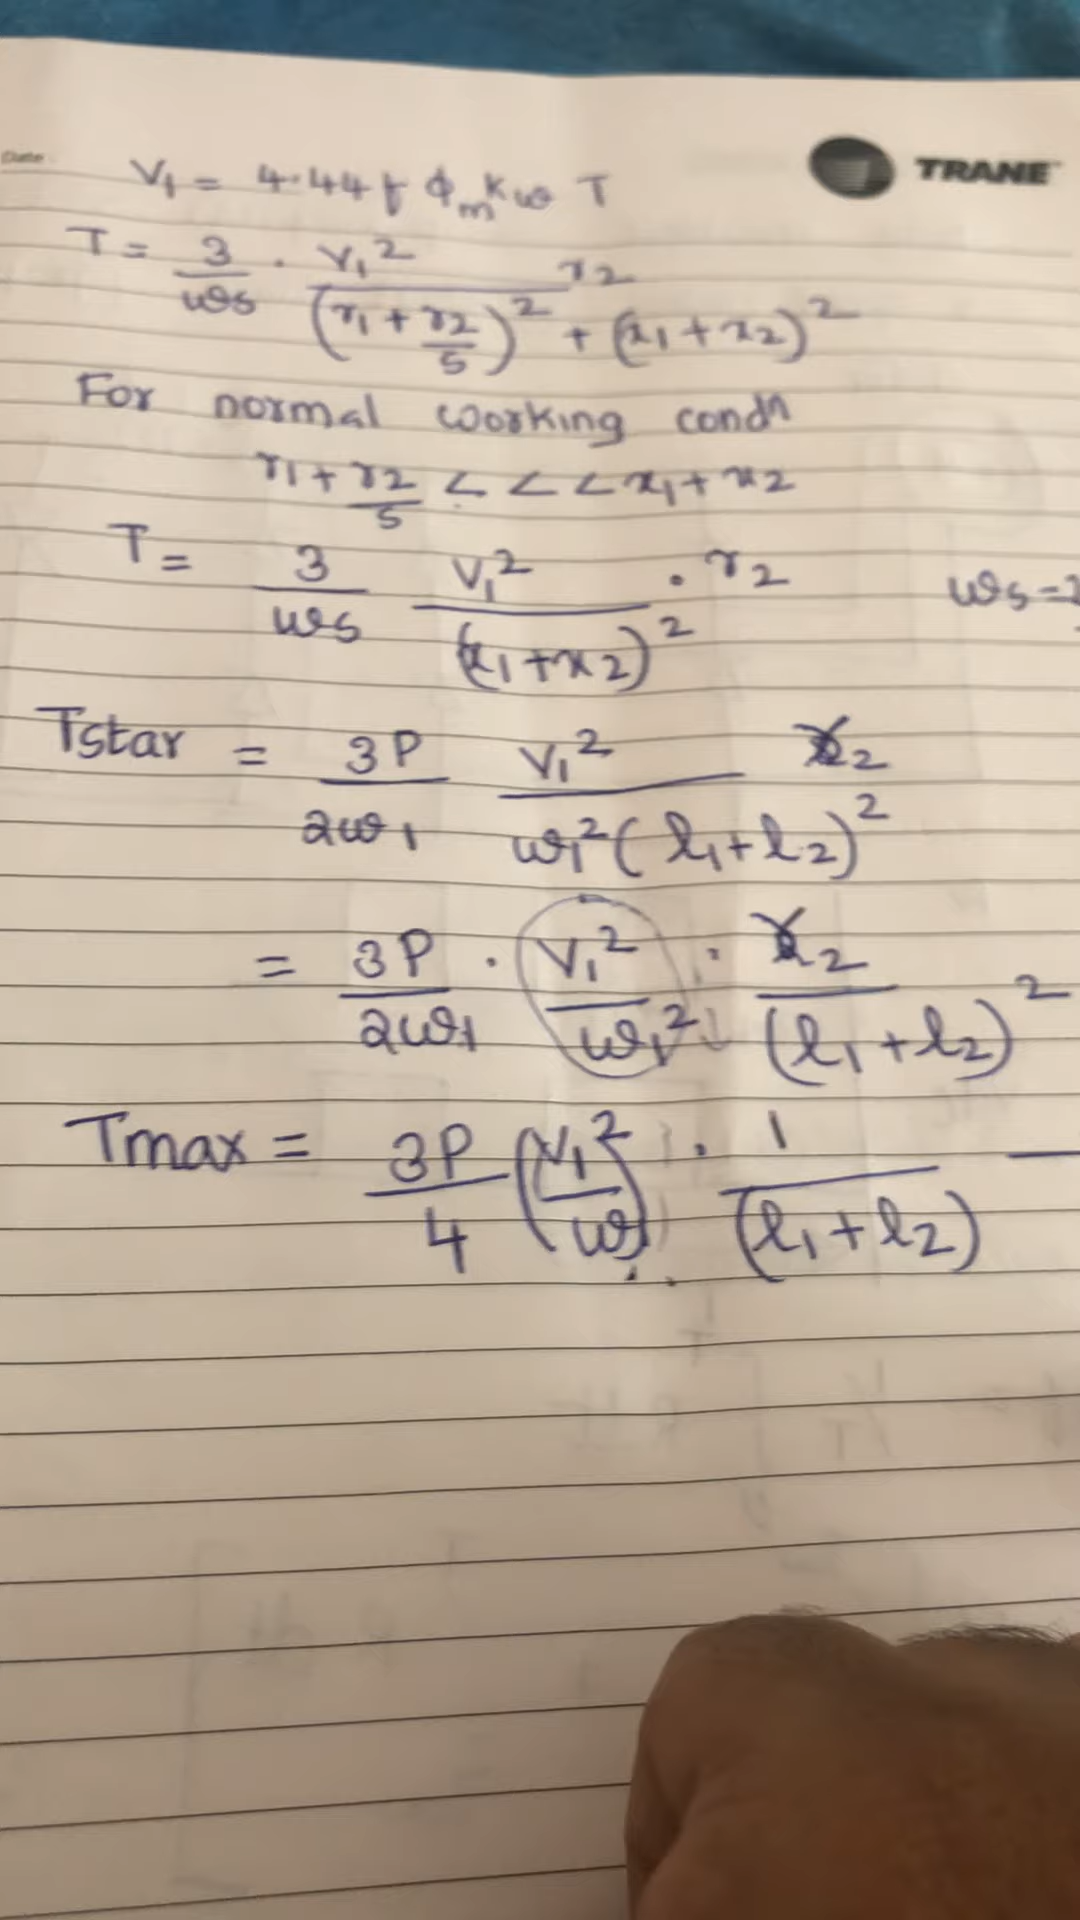 Date
TRANE
V₁ = 4.44 f ϕₘ Kω T
T = 3/ωs · V₁² r₂ / (r₁ + r₂/s)² + (x₁ + x₂)²
For normal working condn
r₁ + r₂/s < < < x₁ + x₂
T = 3/ωs V₁²/(x₁ + x₂)² · r₂
ωs =
Tstar = 3P/2ω₁ V₁²/ω₁²(l₁ + l₂)² r₂
= 3P/2ω₁ · V₁²/ω₁² · r₂/(l₁ + l₂)²
Tmax = 3P/4 (V₁/ω₁)² · 1/(l₁ + l₂) —